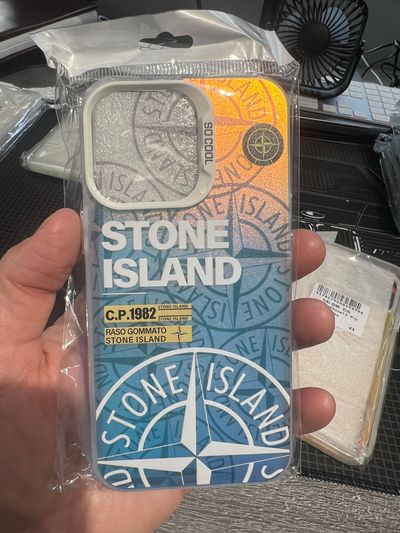 SO COOL
STONE
ISLAND
C.P.1982
STONE ISLAND
STONE ISLAND
RASO GOMMATO
STONE ISLAND
STONE ISLAND